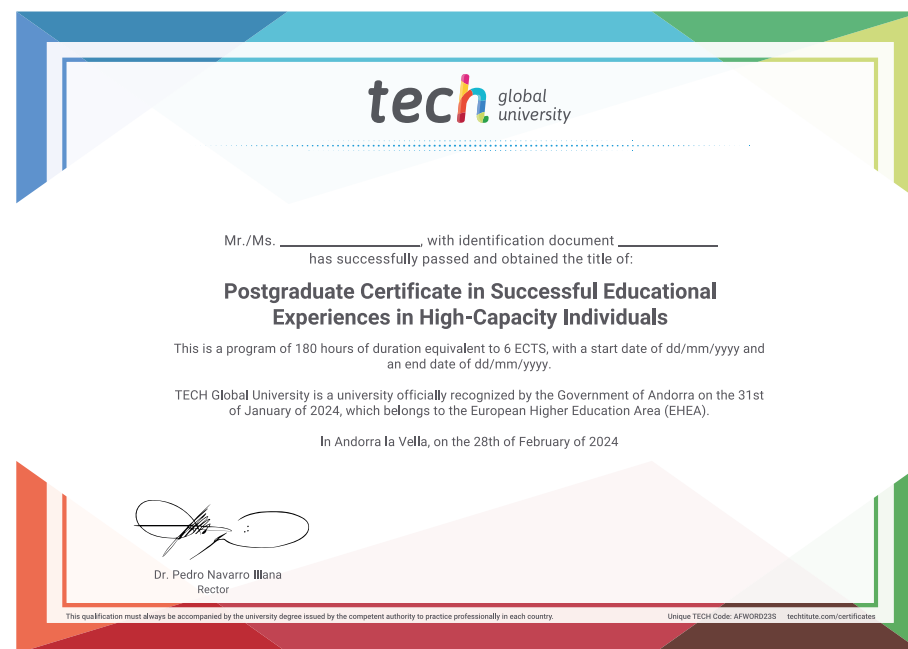 tech global university
Mr./Ms. ____________________, with identification document ______________
has successfully passed and obtained the title of:
Postgraduate Certificate in Successful Educational
Experiences in High-Capacity Individuals
This is a program of 180 hours of duration equivalent to 6 ECTS, with a start date of dd/mm/yyyy and
an end date of dd/mm/yyyy.
TECH Global University is a university officially recognized by the Government of Andorra on the 31st
of January of 2024, which belongs to the European Higher Education Area (EHEA).
In Andorra la Vella, on the 28th of February of 2024
Dr. Pedro Navarro Illana
Rector
This qualification must always be accompanied by the university degree issued by the competent authority to practice professionally in each country.
Unique TECH Code: AFWORD23S techtitute.com/certificates